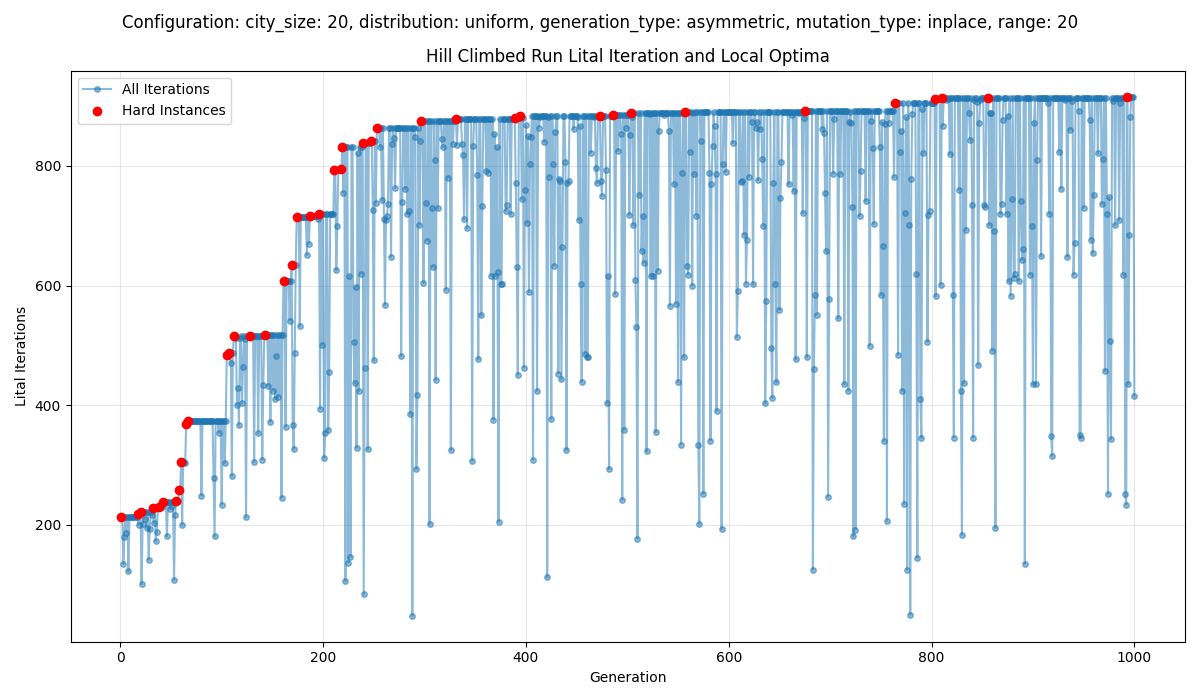 Configuration: city_size: 20, distribution: uniform, generation_type: asymmetric, mutation_type: inplace, range: 20
Hill Climbed Run Lital Iteration and Local Optima
All Iterations
Hard Instances
Lital Iterations
800
600
400
200
0 200 400 600 800 1000
Generation